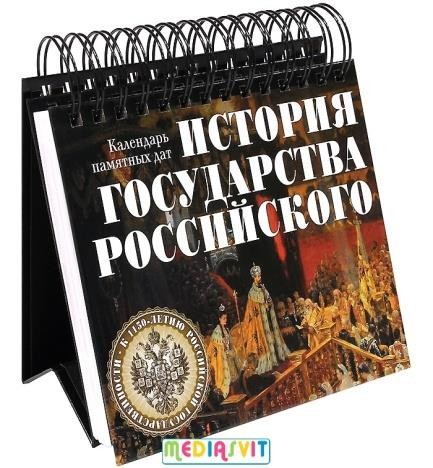 Календарь
памятных дат
ИСТОРИЯ
ГОСУДАРСТВА
РОССИЙСКОГО
К 1150-ЛЕТИЮ РОССИЙСКОЙ ГОСУДАРСТВЕННОСТИ
MEDIASVIT